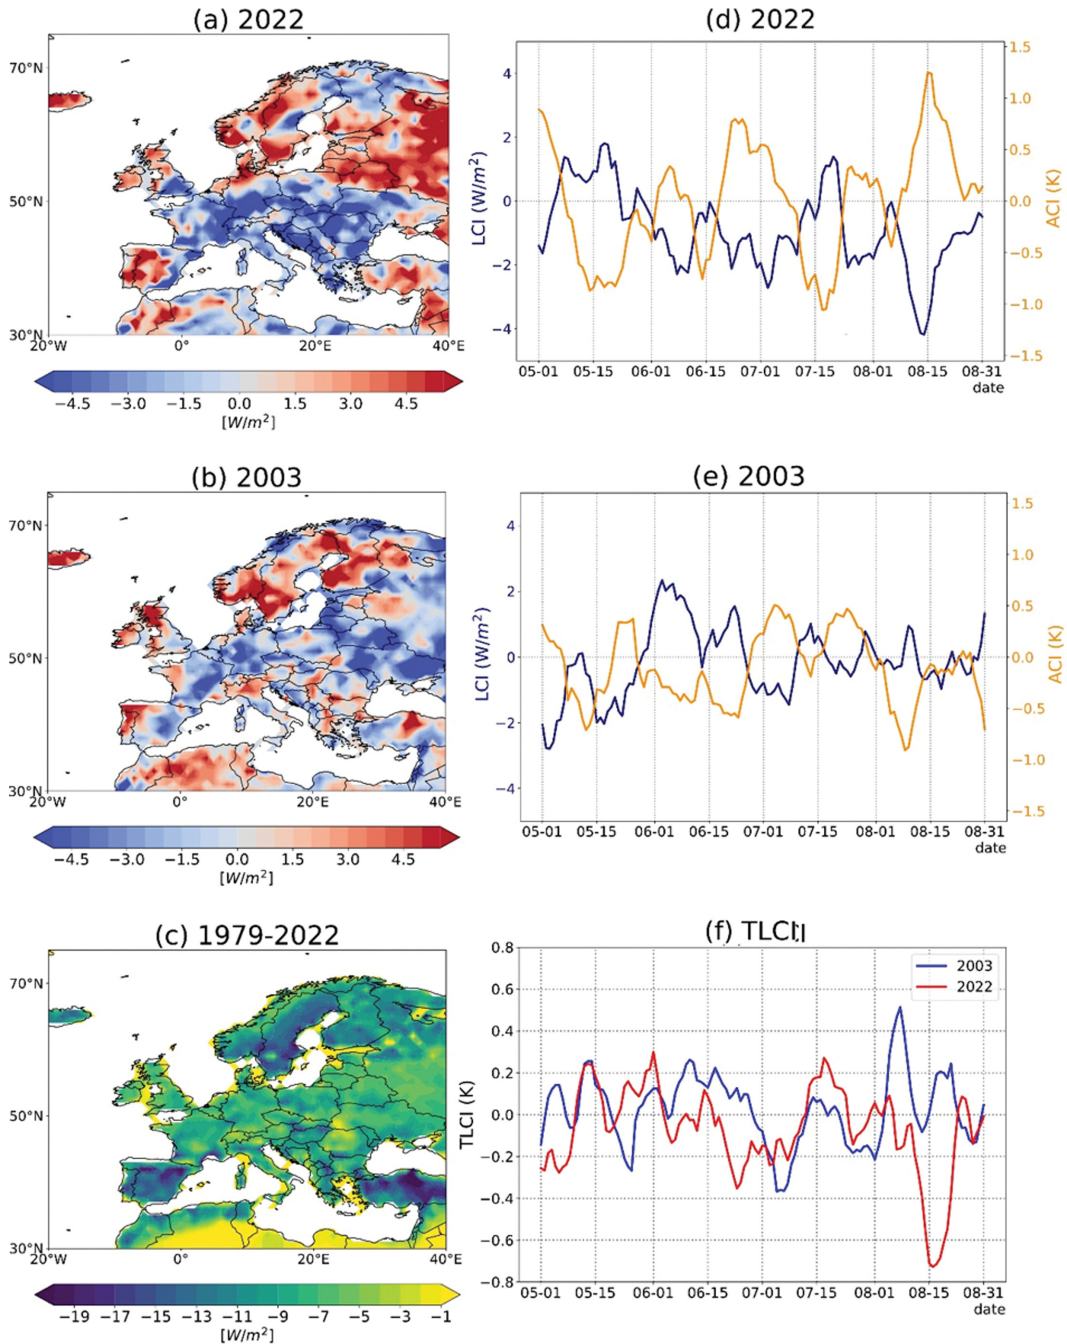 (a) 2022
70°N
50°N
30°N
20°W 0° 20°E 40°E
−4.5 −3.0 −1.5 0.0 1.5 3.0 4.5
[W/m²]
(d) 2022
4
2
0
−2
−4
LCI (W/m²)
1.5
1.0
0.5
0.0
−0.5
−1.0
−1.5
ACI (K)
05-01 05-15 06-01 06-15 07-01 07-15 08-01 08-15 08-31
date
(b) 2003
70°N
50°N
30°N
20°W 0° 20°E 40°E
−4.5 −3.0 −1.5 0.0 1.5 3.0 4.5
[W/m²]
(e) 2003
4
2
0
−2
−4
LCI (W/m²)
1.5
1.0
0.5
0.0
−0.5
−1.0
−1.5
ACI (K)
05-01 05-15 06-01 06-15 07-01 07-15 08-01 08-15 08-31
date
(c) 1979-2022
70°N
50°N
30°N
20°W 0° 20°E 40°E
−19 −17 −15 −13 −11 −9 −7 −5 −3 −1
[W/m²]
(f) TLCI
0.8
0.6
0.4
0.2
0.0
−0.2
−0.4
−0.6
−0.8
TLCI (K)
2003
2022
05-01 05-15 06-01 06-15 07-01 07-15 08-01 08-15 08-31
date